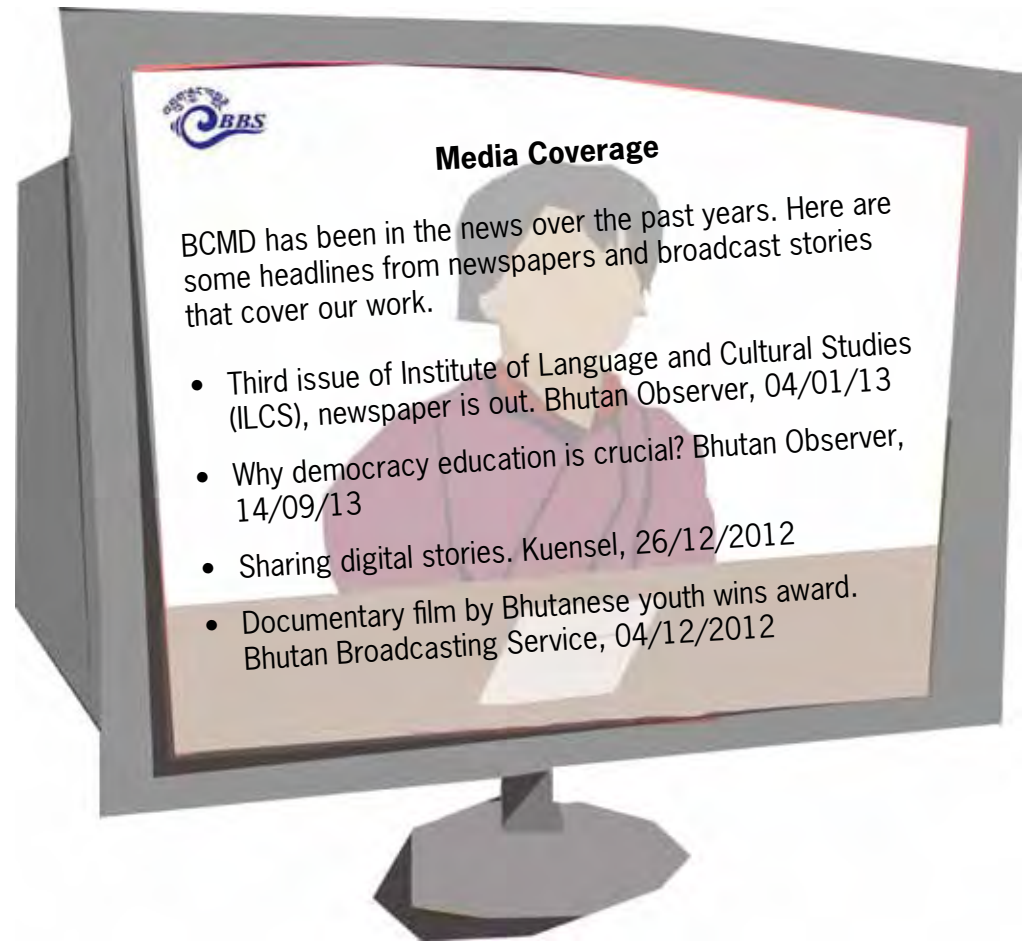 BBS
Media Coverage
BCMD has been in the news over the past years. Here are
some headlines from newspapers and broadcast stories
that cover our work.
• Third issue of Institute of Language and Cultural Studies
(ILCS), newspaper is out. Bhutan Observer, 04/01/13
• Why democracy education is crucial? Bhutan Observer,
14/09/13
• Sharing digital stories. Kuensel, 26/12/2012
• Documentary film by Bhutanese youth wins award.
Bhutan Broadcasting Service, 04/12/2012